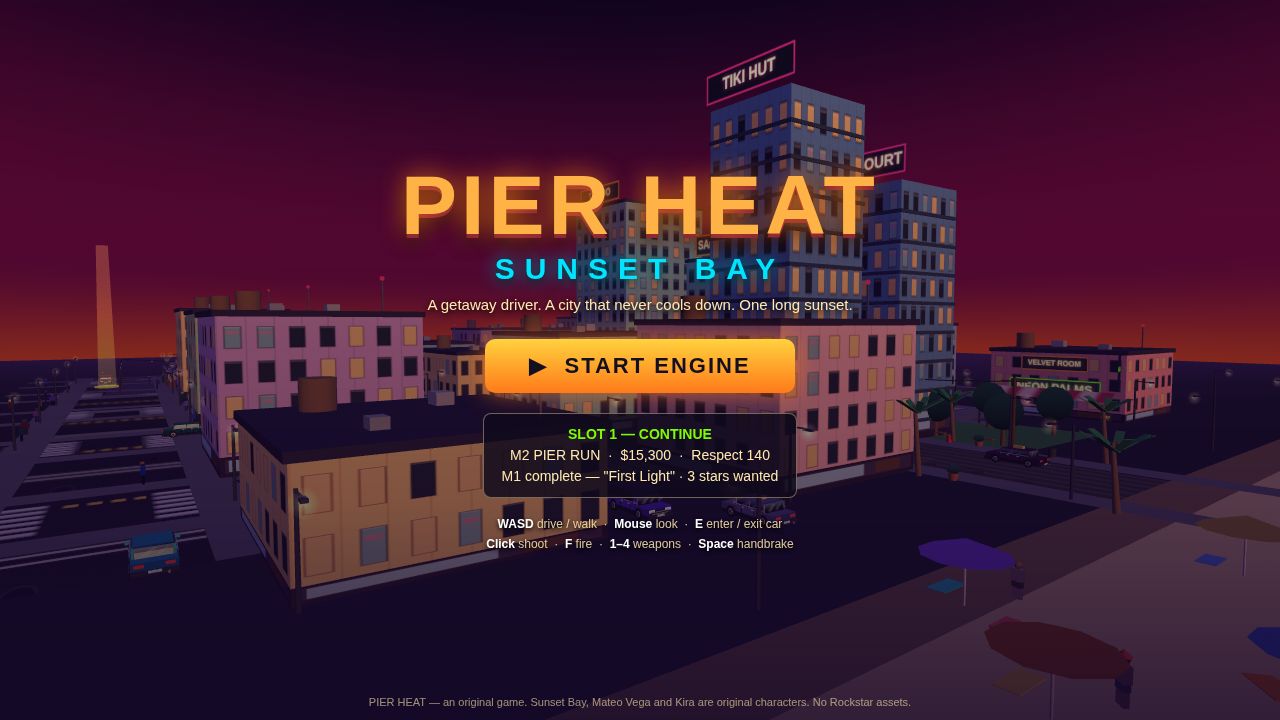 TIKI HUT
OURT
PIER HEAT
SUNSET BAY
A getaway driver. A city that never cools down. One long sunset.
▶ START ENGINE
VELVET ROOM
NEON PALMS
SLOT 1 — CONTINUE
M2 PIER RUN · $15,300 · Respect 140
M1 complete — "First Light" · 3 stars wanted
WASD drive / walk · Mouse look · E enter / exit car
Click shoot · F fire · 1–4 weapons · Space handbrake
PIER HEAT — an original game. Sunset Bay, Mateo Vega and Kira are original characters. No Rockstar assets.